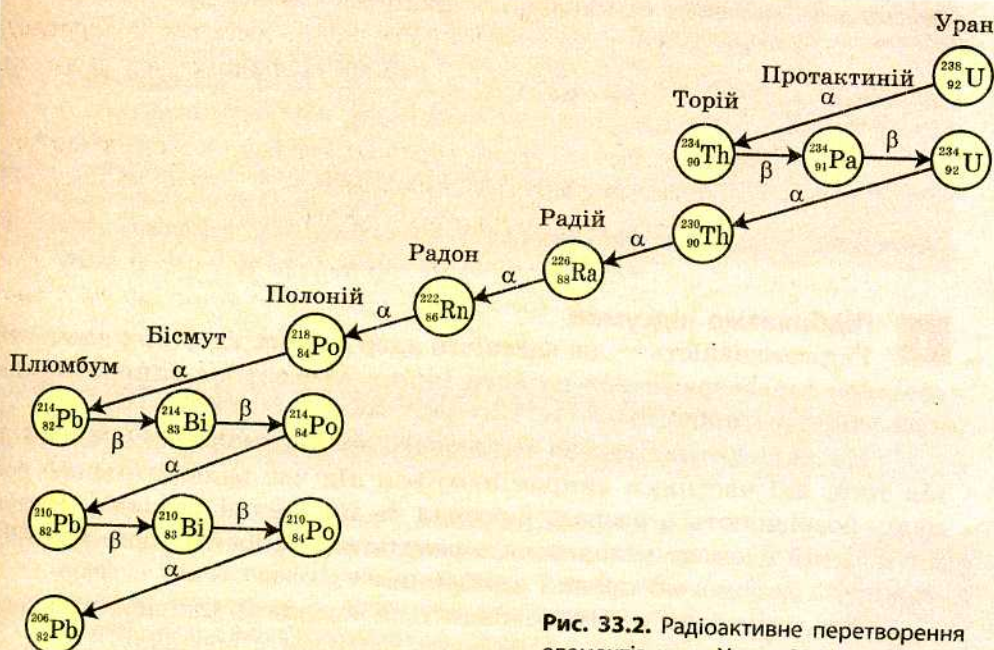 Уран
²³⁸₉₂U
Протактиній
α
Торій
²³⁴₉₀Th
β
²³⁴₉₁Pa
β
²³⁴₉₂U
α
²³⁰₉₀Th
α
Радій
²²⁶₈₈Ra
α
Радон
²²²₈₆Rn
α
Полоній
²¹⁸₈₄Po
α
Бісмут
Плюмбум
²¹⁴₈₂Pb
β
²¹⁴₈₃Bi
β
²¹⁴₈₄Po
α
²¹⁰₈₂Pb
β
²¹⁰₈₃Bi
β
²¹⁰₈₄Po
α
²⁰⁶₈₂Pb
Рис. 33.2. Радіоактивне перетворення